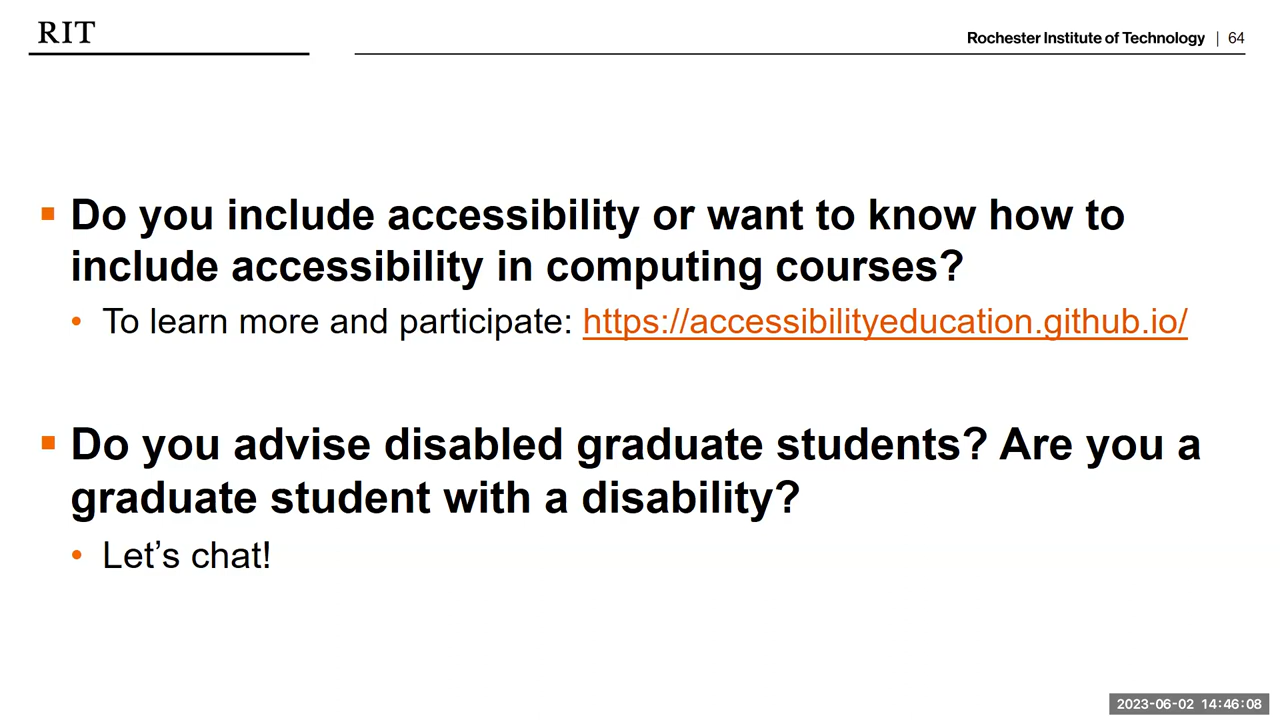 RIT
Rochester Institute of Technology | 64
▪ Do you include accessibility or want to know how to
include accessibility in computing courses?
• To learn more and participate: https://accessibilityeducation.github.io/
▪ Do you advise disabled graduate students? Are you a
graduate student with a disability?
• Let’s chat!
2023-06-02 14:46:08